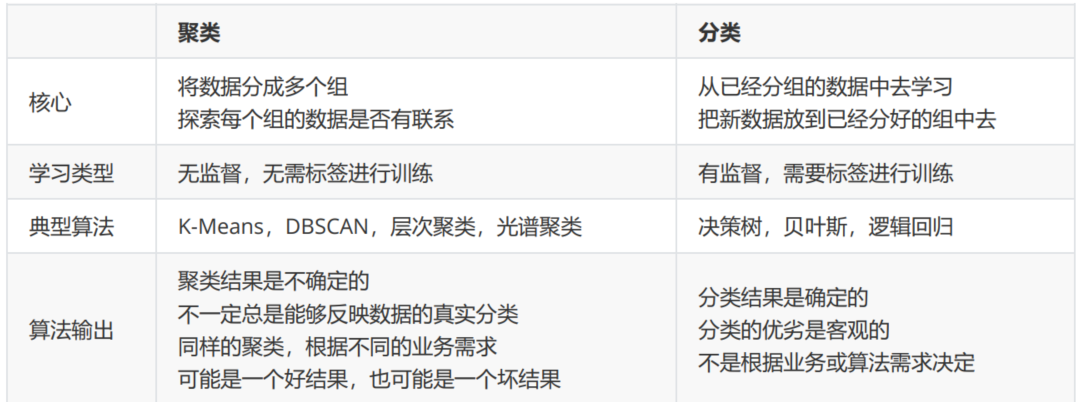 聚类 分类
核心
将数据分成多个组
探索每个组的数据是否有联系
从已经分组的数据中去学习
把新数据放到已经分好的组中去
学习类型 无监督，无需标签进行训练 有监督，需要标签进行训练
典型算法 K-Means，DBSCAN，层次聚类，光谱聚类 决策树，贝叶斯，逻辑回归
算法输出
聚类结果是不确定的
不一定总是能够反映数据的真实分类
同样的聚类，根据不同的业务需求
可能是一个好结果，也可能是一个坏结果
分类结果是确定的
分类的优劣是客观的
不是根据业务或算法需求决定